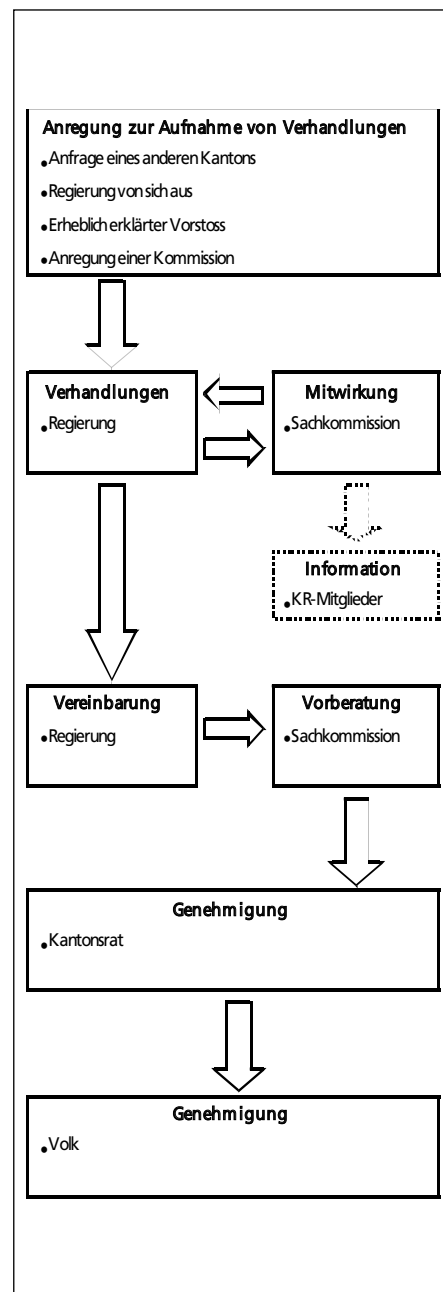 Anregung zur Aufnahme von Verhandlungen
•Anfrage eines anderen Kantons
•Regierung von sich aus
•Erheblich erklärter Vorstoss
•Anregung einer Kommission
Verhandlungen
•Regierung
Mitwirkung
•Sachkommission
Information
•KR-Mitglieder
Vereinbarung
•Regierung
Vorberatung
•Sachkommission
Genehmigung
•Kantonsrat
Genehmigung
•Volk